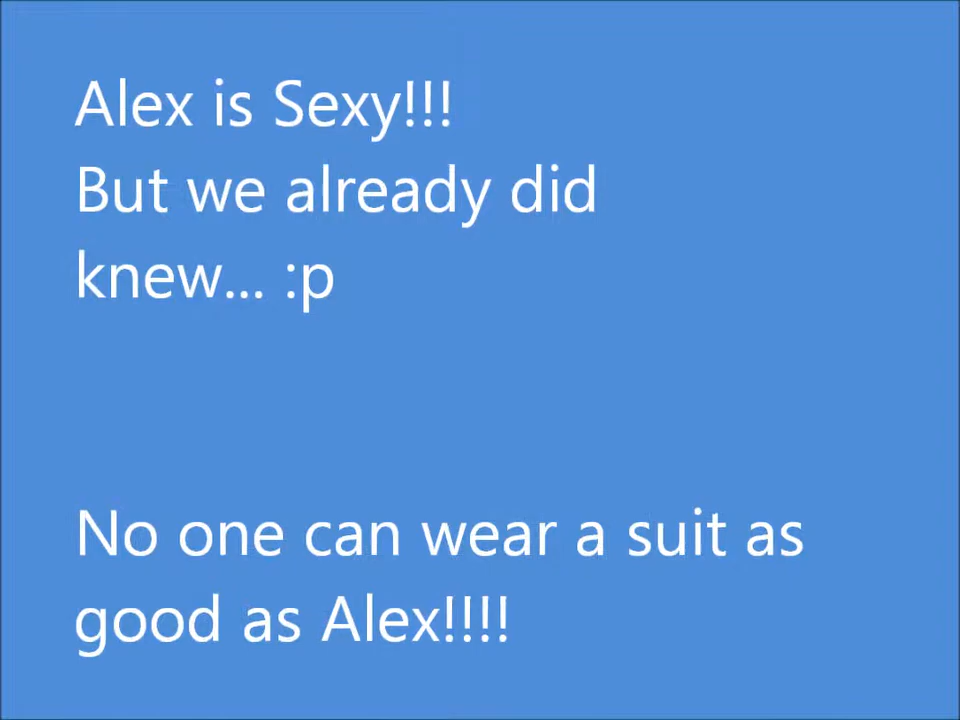 Alex is Sexy!!!
But we already did
knew... :p
No one can wear a suit as
good as Alex!!!!